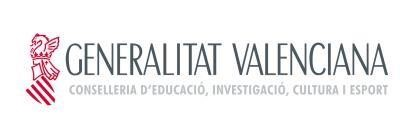 GENERALITAT VALENCIANA
CONSELLERIA D'EDUCACIÓ, INVESTIGACIÓ, CULTURA I ESPORT